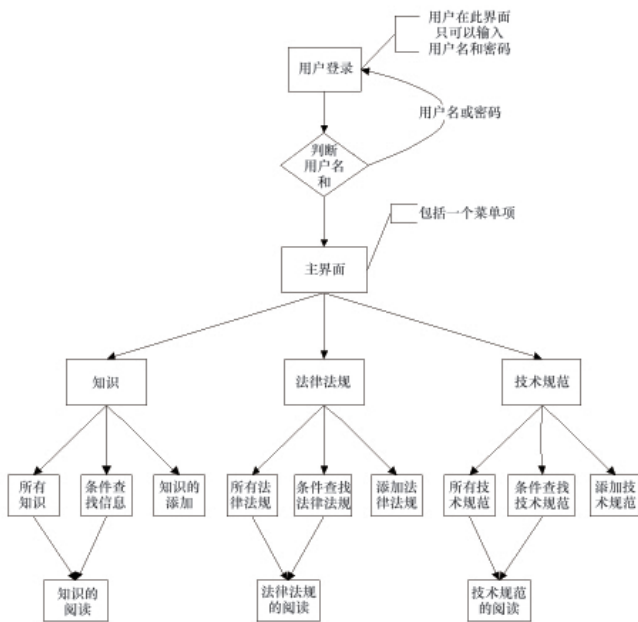 用户在此界面
只可以输入
用户名和密码
用户登录
用户名或密码
判断
用户名
和
包括一个菜单项
主界面
知识
法律法规
技术规范
所有
知识
条件查
找信息
知识的
添加
所有法
律法规
条件查找
法律法规
添加法
律法规
所有技
术规范
条件查找
技术规范
添加技
术规范
知识的
阅读
法律法规
的阅读
技术规范
的阅读